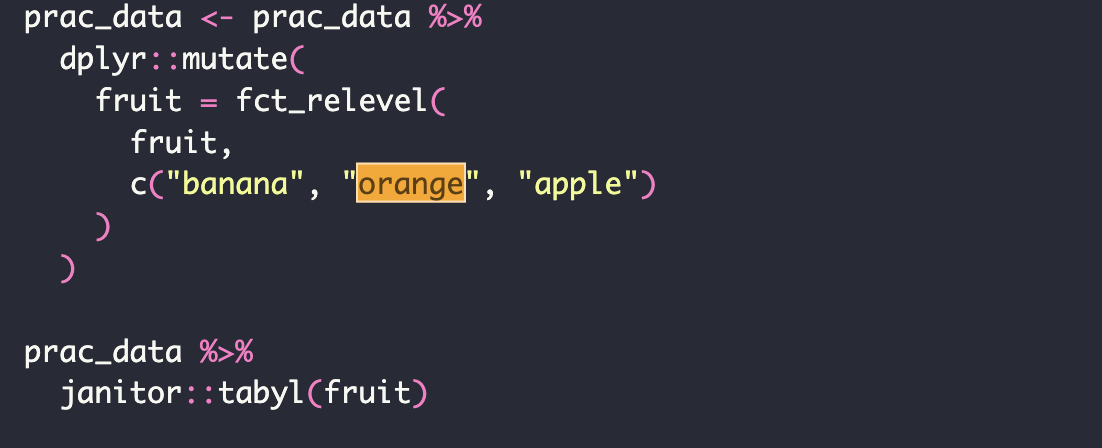 prac_data <- prac_data %>%
  dplyr::mutate(
    fruit = fct_relevel(
      fruit,
      c("banana", "orange", "apple")
    )
  )

prac_data %>%
  janitor::tabyl(fruit)